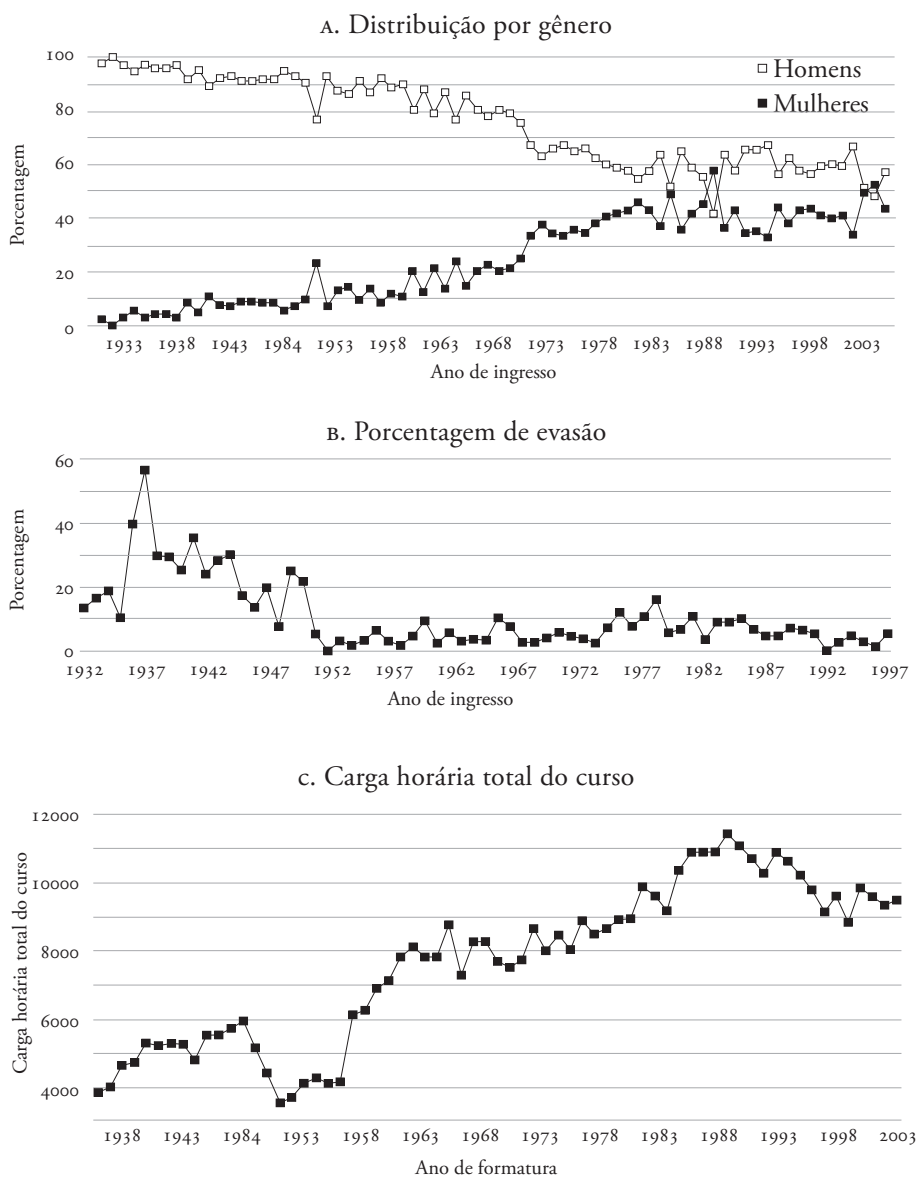 A. Distribuição por gênero
100
80
60
40
20
0
Porcentagem
Homens
Mulheres
1933 1938 1943 1984 1953 1958 1963 1968 1973 1978 1983 1988 1993 1998 2003
Ano de ingresso
B. Porcentagem de evasão
60
40
20
0
Porcentagem
1932 1937 1942 1947 1952 1957 1962 1967 1972 1977 1982 1987 1992 1997
Ano de ingresso
C. Carga horária total do curso
12000
10000
8000
6000
4000
Carga horária total do curso
1938 1943 1984 1953 1958 1963 1968 1973 1978 1983 1988 1993 1998 2003
Ano de formatura